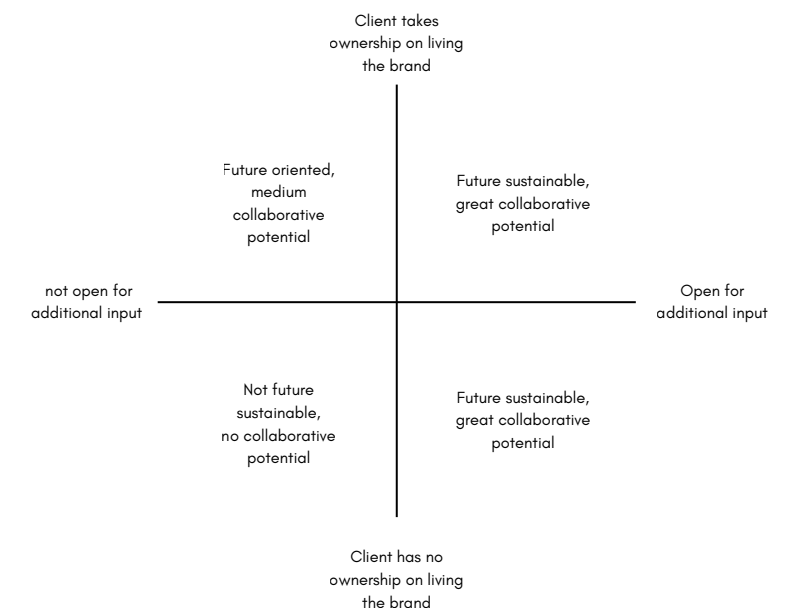 Client takes
ownership on living
the brand
Future oriented,
medium
collaborative
potential
Future sustainable,
great collaborative
potential
not open for
additional input
Open for
additional input
Not future
sustainable,
no collaborative
potential
Future sustainable,
great collaborative
potential
Client has no
ownership on living
the brand